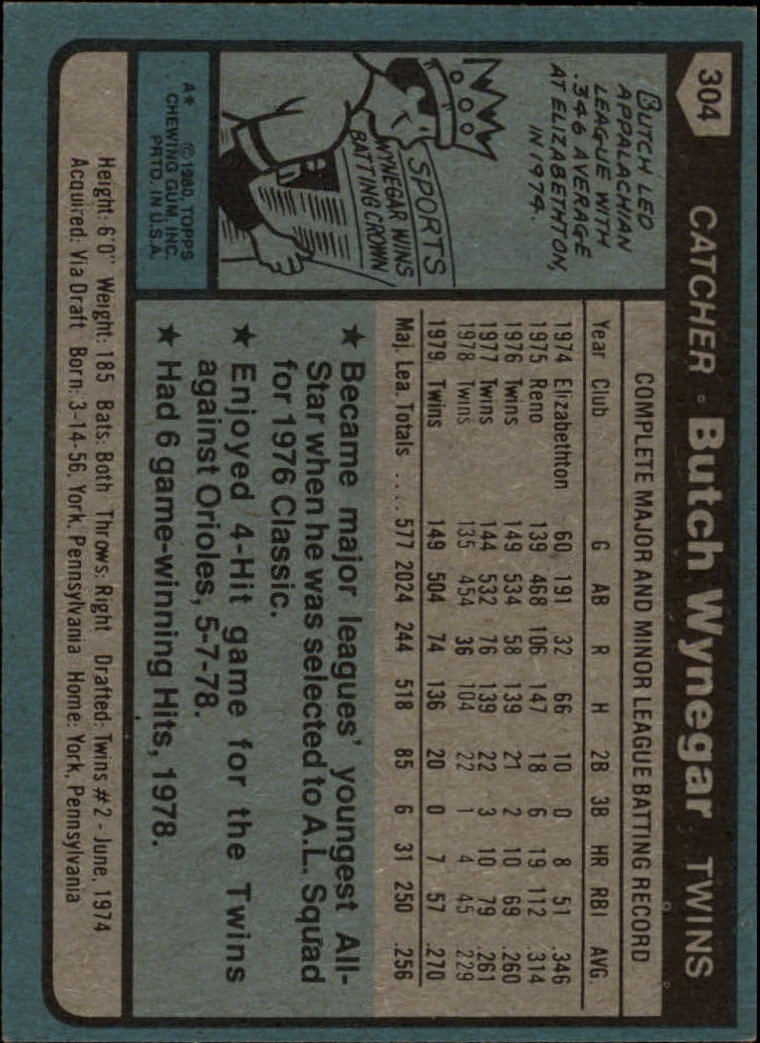 304
CATCHER • Butch Wynegar TWINS
BUTCH LED
APPALACHIAN
LEAGUE WITH
.346 AVERAGE
AT ELIZABETHTON,
IN 1974.
SPORTS
WYNEGAR WINS
BATTING CROWN
A* © 1980, TOPPS
CHEWING GUM, INC.
PRTD. IN U.S.A.
COMPLETE MAJOR AND MINOR LEAGUE BATTING RECORD
Year Club G AB R H 2B 3B HR RBI AVG.
1974 Elizabethton 60 191 32 66 10 0 8 51 .346
1975 Reno 139 468 106 147 18 6 19 112 .314
1976 Twins 149 534 58 139 21 2 10 69 .260
1977 Twins 144 532 76 139 22 3 10 79 .261
1978 Twins 135 454 36 104 22 1 4 45 .229
1979 Twins 149 504 74 136 20 0 7 57 .270
Maj. Lea. Totals .... 577 2024 244 518 85 6 31 250 .256
★ Became major leagues' youngest All-
Star when he was selected to A.L. Squad
for 1976 Classic.
★ Enjoyed 4-Hit game for the Twins
against Orioles, 5-7-78.
★ Had 6 game-winning Hits, 1978.
Height: 6'0" Weight: 185 Bats: Both Throws: Right Drafted: Twins #2 - June, 1974
Acquired: Via Draft Born: 3-14-56, York, Pennsylvania Home: York, Pennsylvania